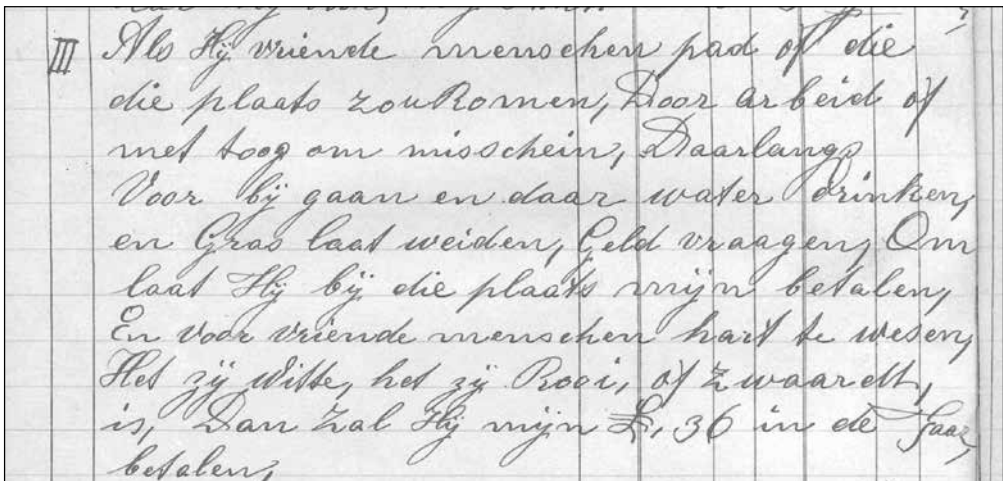 III Als Hij vriende menschen pad of die
die plaats zou komen, Door arbeid of
met toog om misschein, Daarlangs
Voor bij gaan en daar water drinken,
en Gras laat weiden, Geld vraagen, Om
laat Hij bij die plaats mijn betalen,
En voor vriende menschen hart te wesen,
Het zij Witte, het zij Rooi, of zwaardt,
is, Dan zal Hij mijn £, 36 in de Jaar,
betalen,